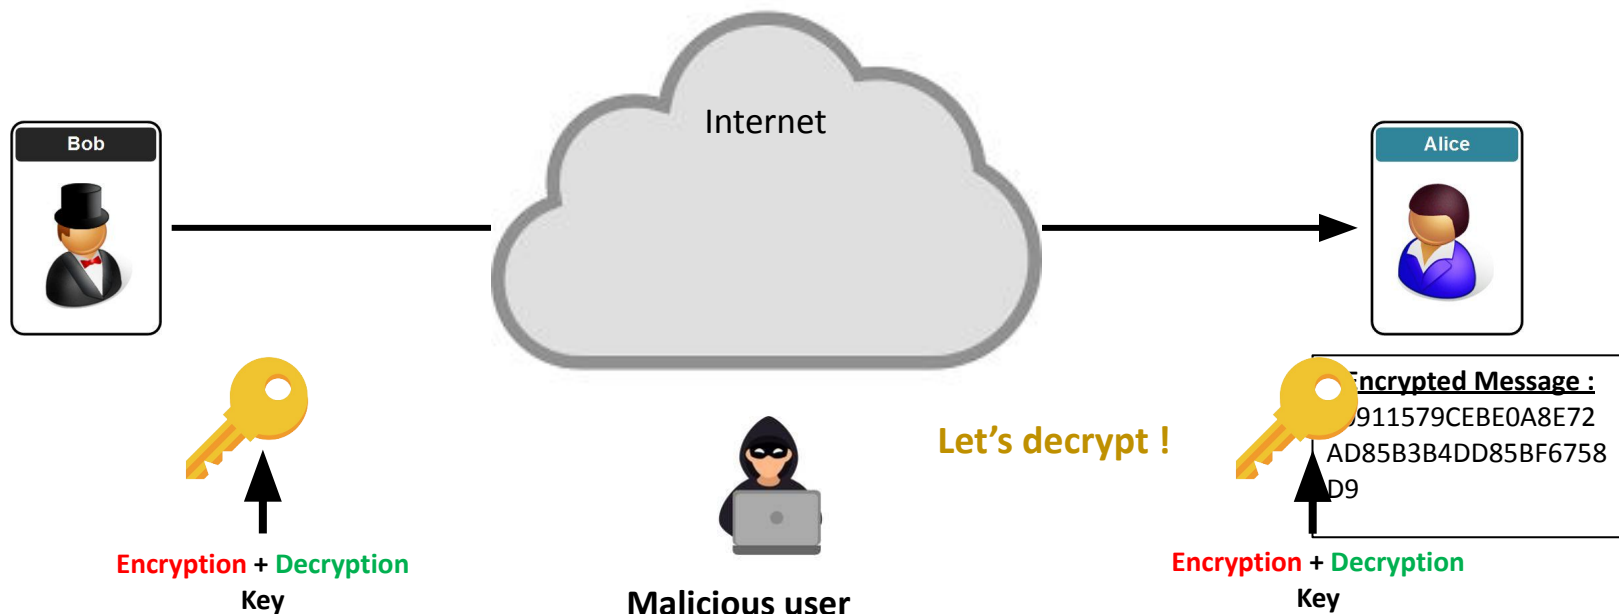 Internet
Bob
Alice
Encrypted Message :
911579CEBE0A8E72
AD85B3B4DD85BF6758
D9
Let's decrypt !
Encryption + Decryption
Key
Malicious user
Encryption + Decryption
Key